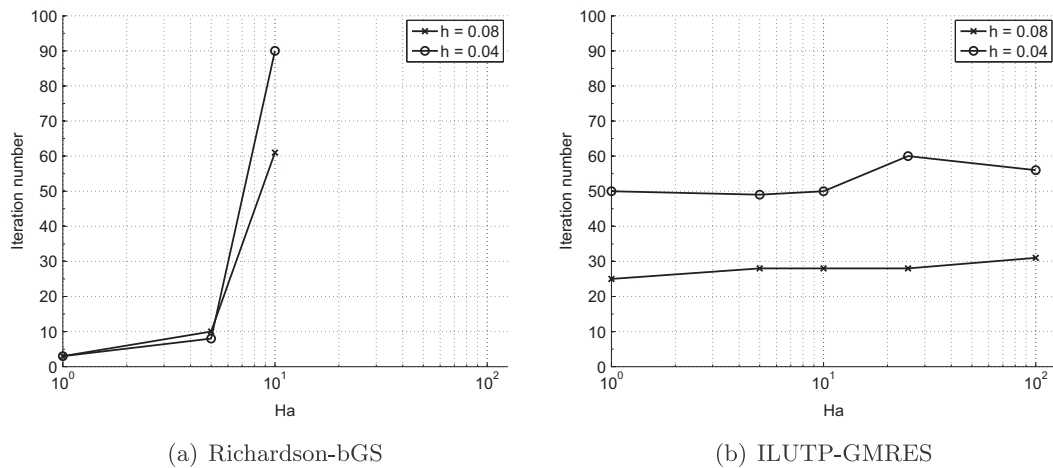 100
90
80
70
60
50
40
30
20
10
0
Iteration number
10^0
10^1
10^2
Ha
h = 0.08
h = 0.04
(a) Richardson-bGS
100
90
80
70
60
50
40
30
20
10
0
Iteration number
10^0
10^1
10^2
Ha
h = 0.08
h = 0.04
(b) ILUTP-GMRES